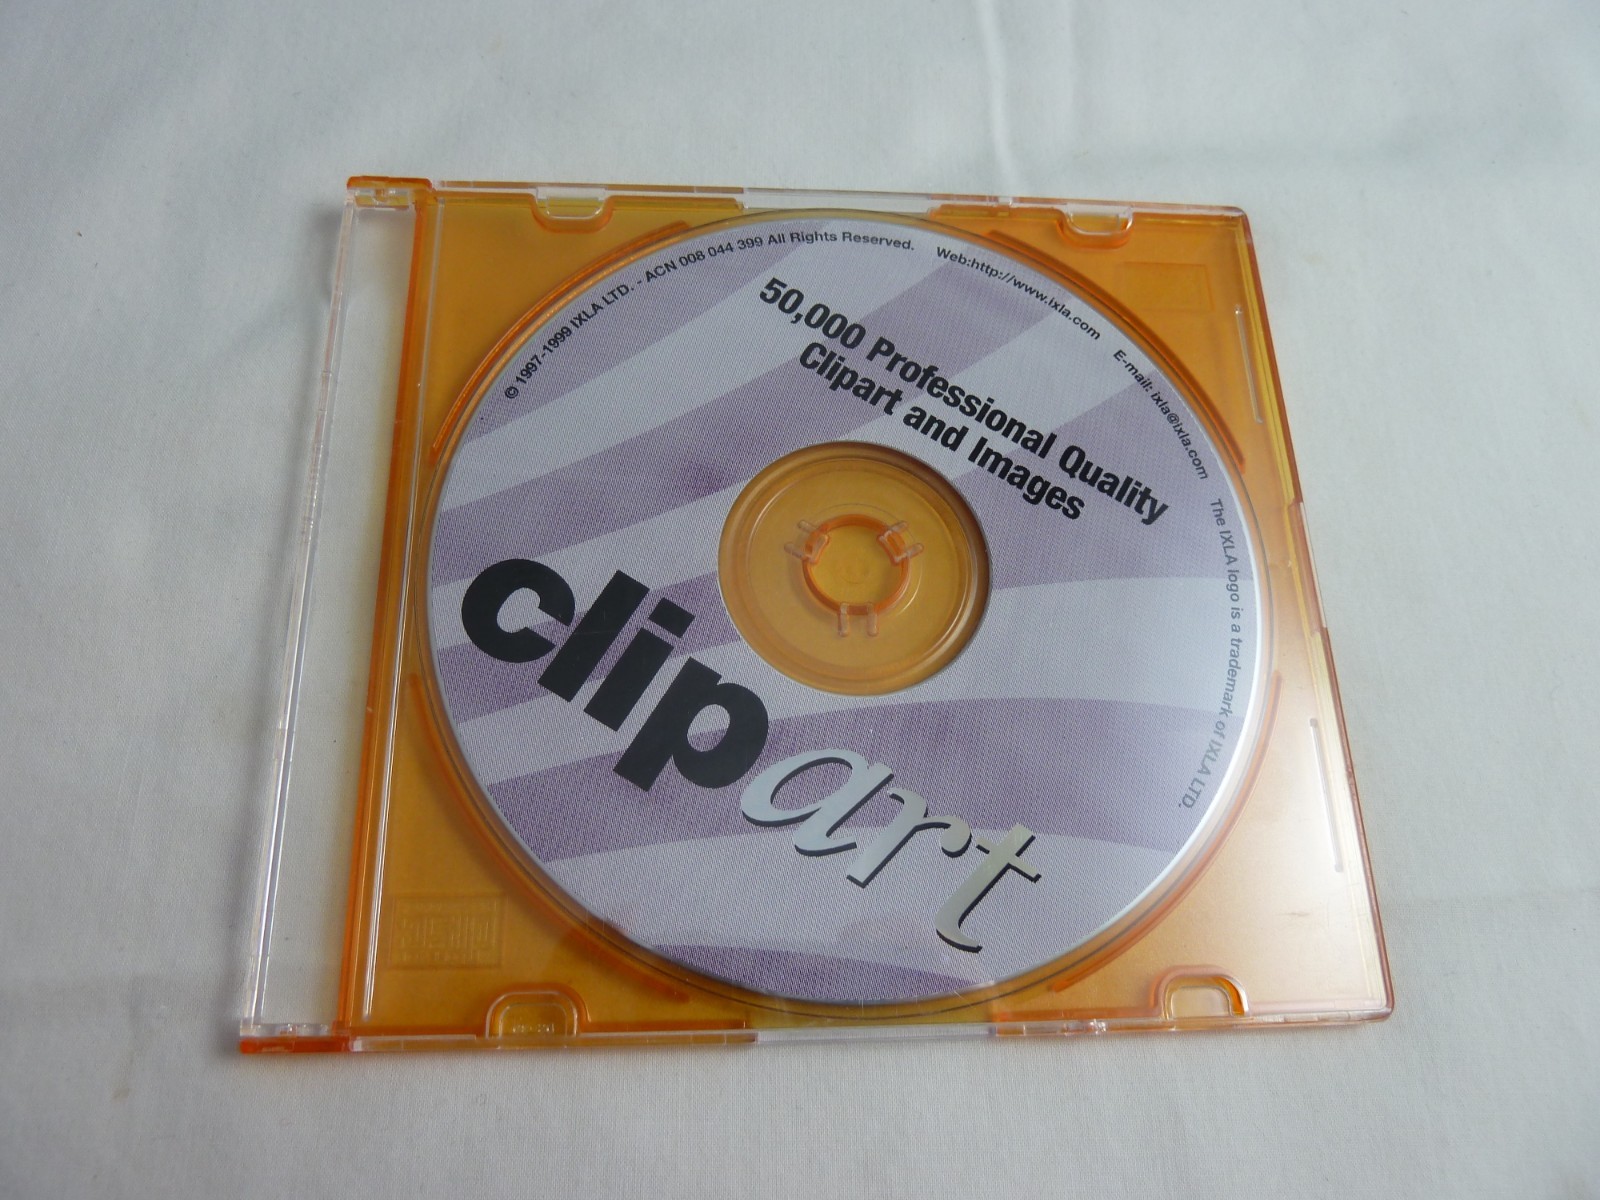 © 1997-1999 IXLA LTD. - ACN 008 044 399 All Rights Reserved. Web:http://www.ixla.com E-mail: ixla@ixla.com The IXLA logo is a trademark of IXLA LTD.
50,000 Professional Quality
Clipart and Images
clipart